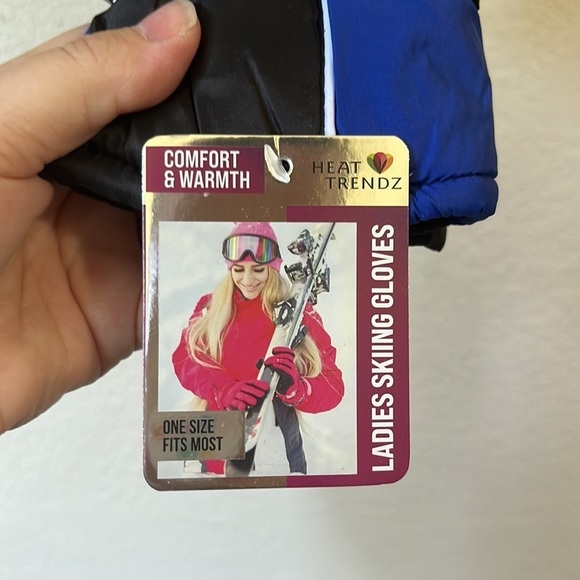 COMFORT
& WARMTH
HEAT
TRENDZ
LADIES SKIING GLOVES
ONE SIZE
FITS MOST